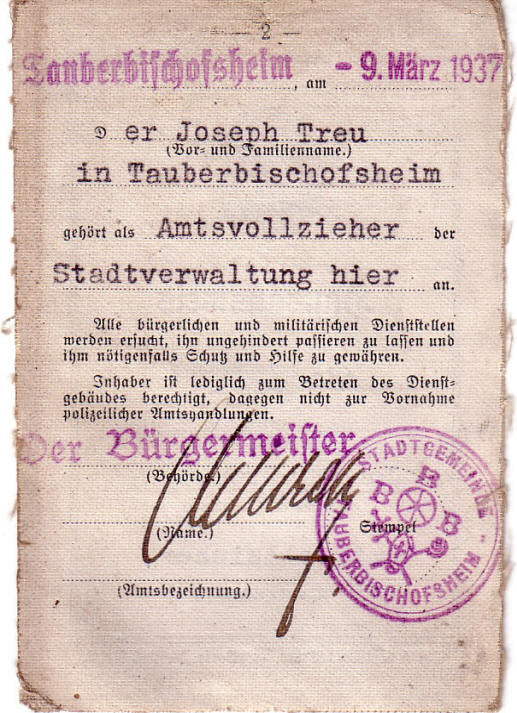 — 2 —
Tauberbischofsheim, am - 9. März 1937
D er Joseph Treu
(Vor- und Familienname.)
in Tauberbischofsheim
gehört als Amtsvollzieher der
Stadtverwaltung hier an.
Alle bürgerlichen und militärischen Dienststellen
werden ersucht, ihn ungehindert passieren zu lassen und
ihm nötigenfalls Schutz und Hilfe zu gewähren.
Inhaber ist lediglich zum Betreten des Dienst-
gebäudes berechtigt, dagegen nicht zur Vornahme
polizeilicher Amtshandlungen.
Der Bürgermeister
(Behörde.)
(Name.)
Stempel
(Amtsbezeichnung.)
STADTGEMEINDE
TAUBERBISCHOFSHEIM
B B B